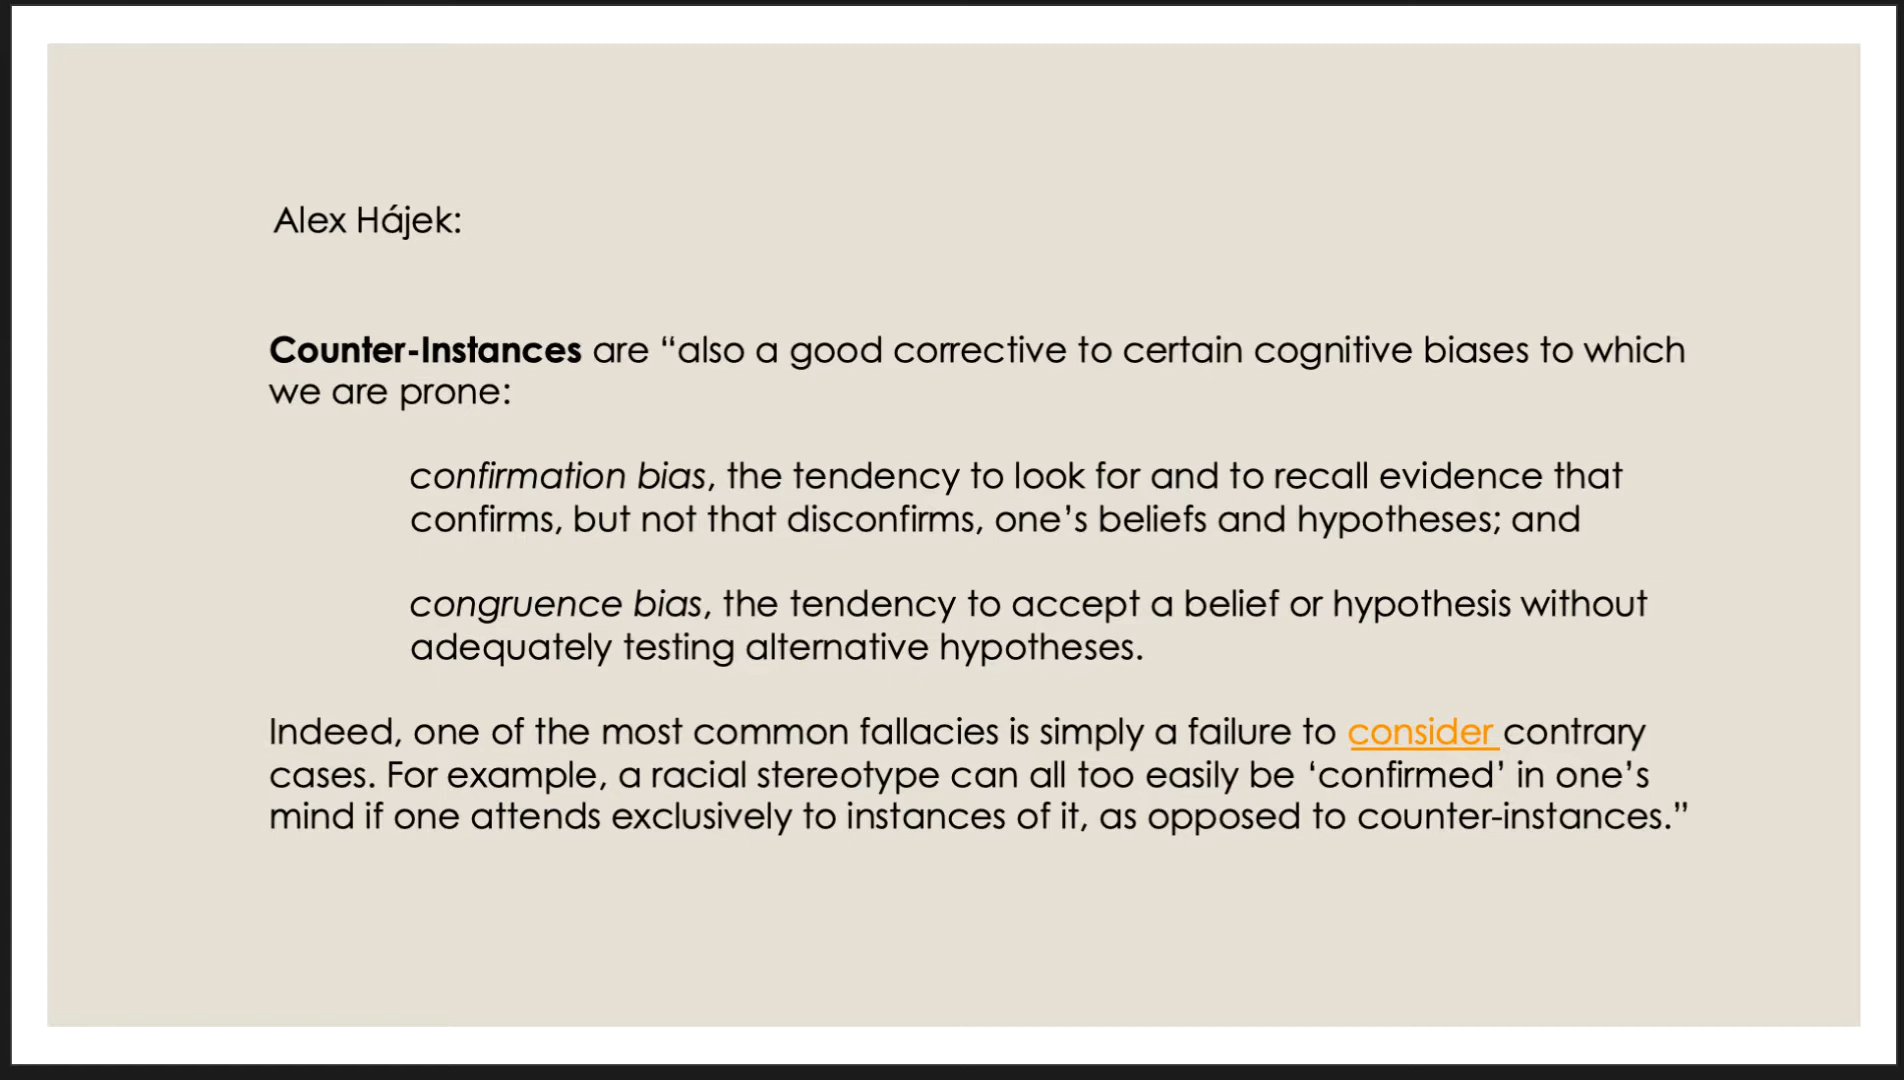 Alex Hájek:
Counter-Instances are “also a good corrective to certain cognitive biases to which
we are prone:
confirmation bias, the tendency to look for and to recall evidence that
confirms, but not that disconfirms, one’s beliefs and hypotheses; and
congruence bias, the tendency to accept a belief or hypothesis without
adequately testing alternative hypotheses.
Indeed, one of the most common fallacies is simply a failure to consider contrary
cases. For example, a racial stereotype can all too easily be ‘confirmed’ in one’s
mind if one attends exclusively to instances of it, as opposed to counter-instances.”